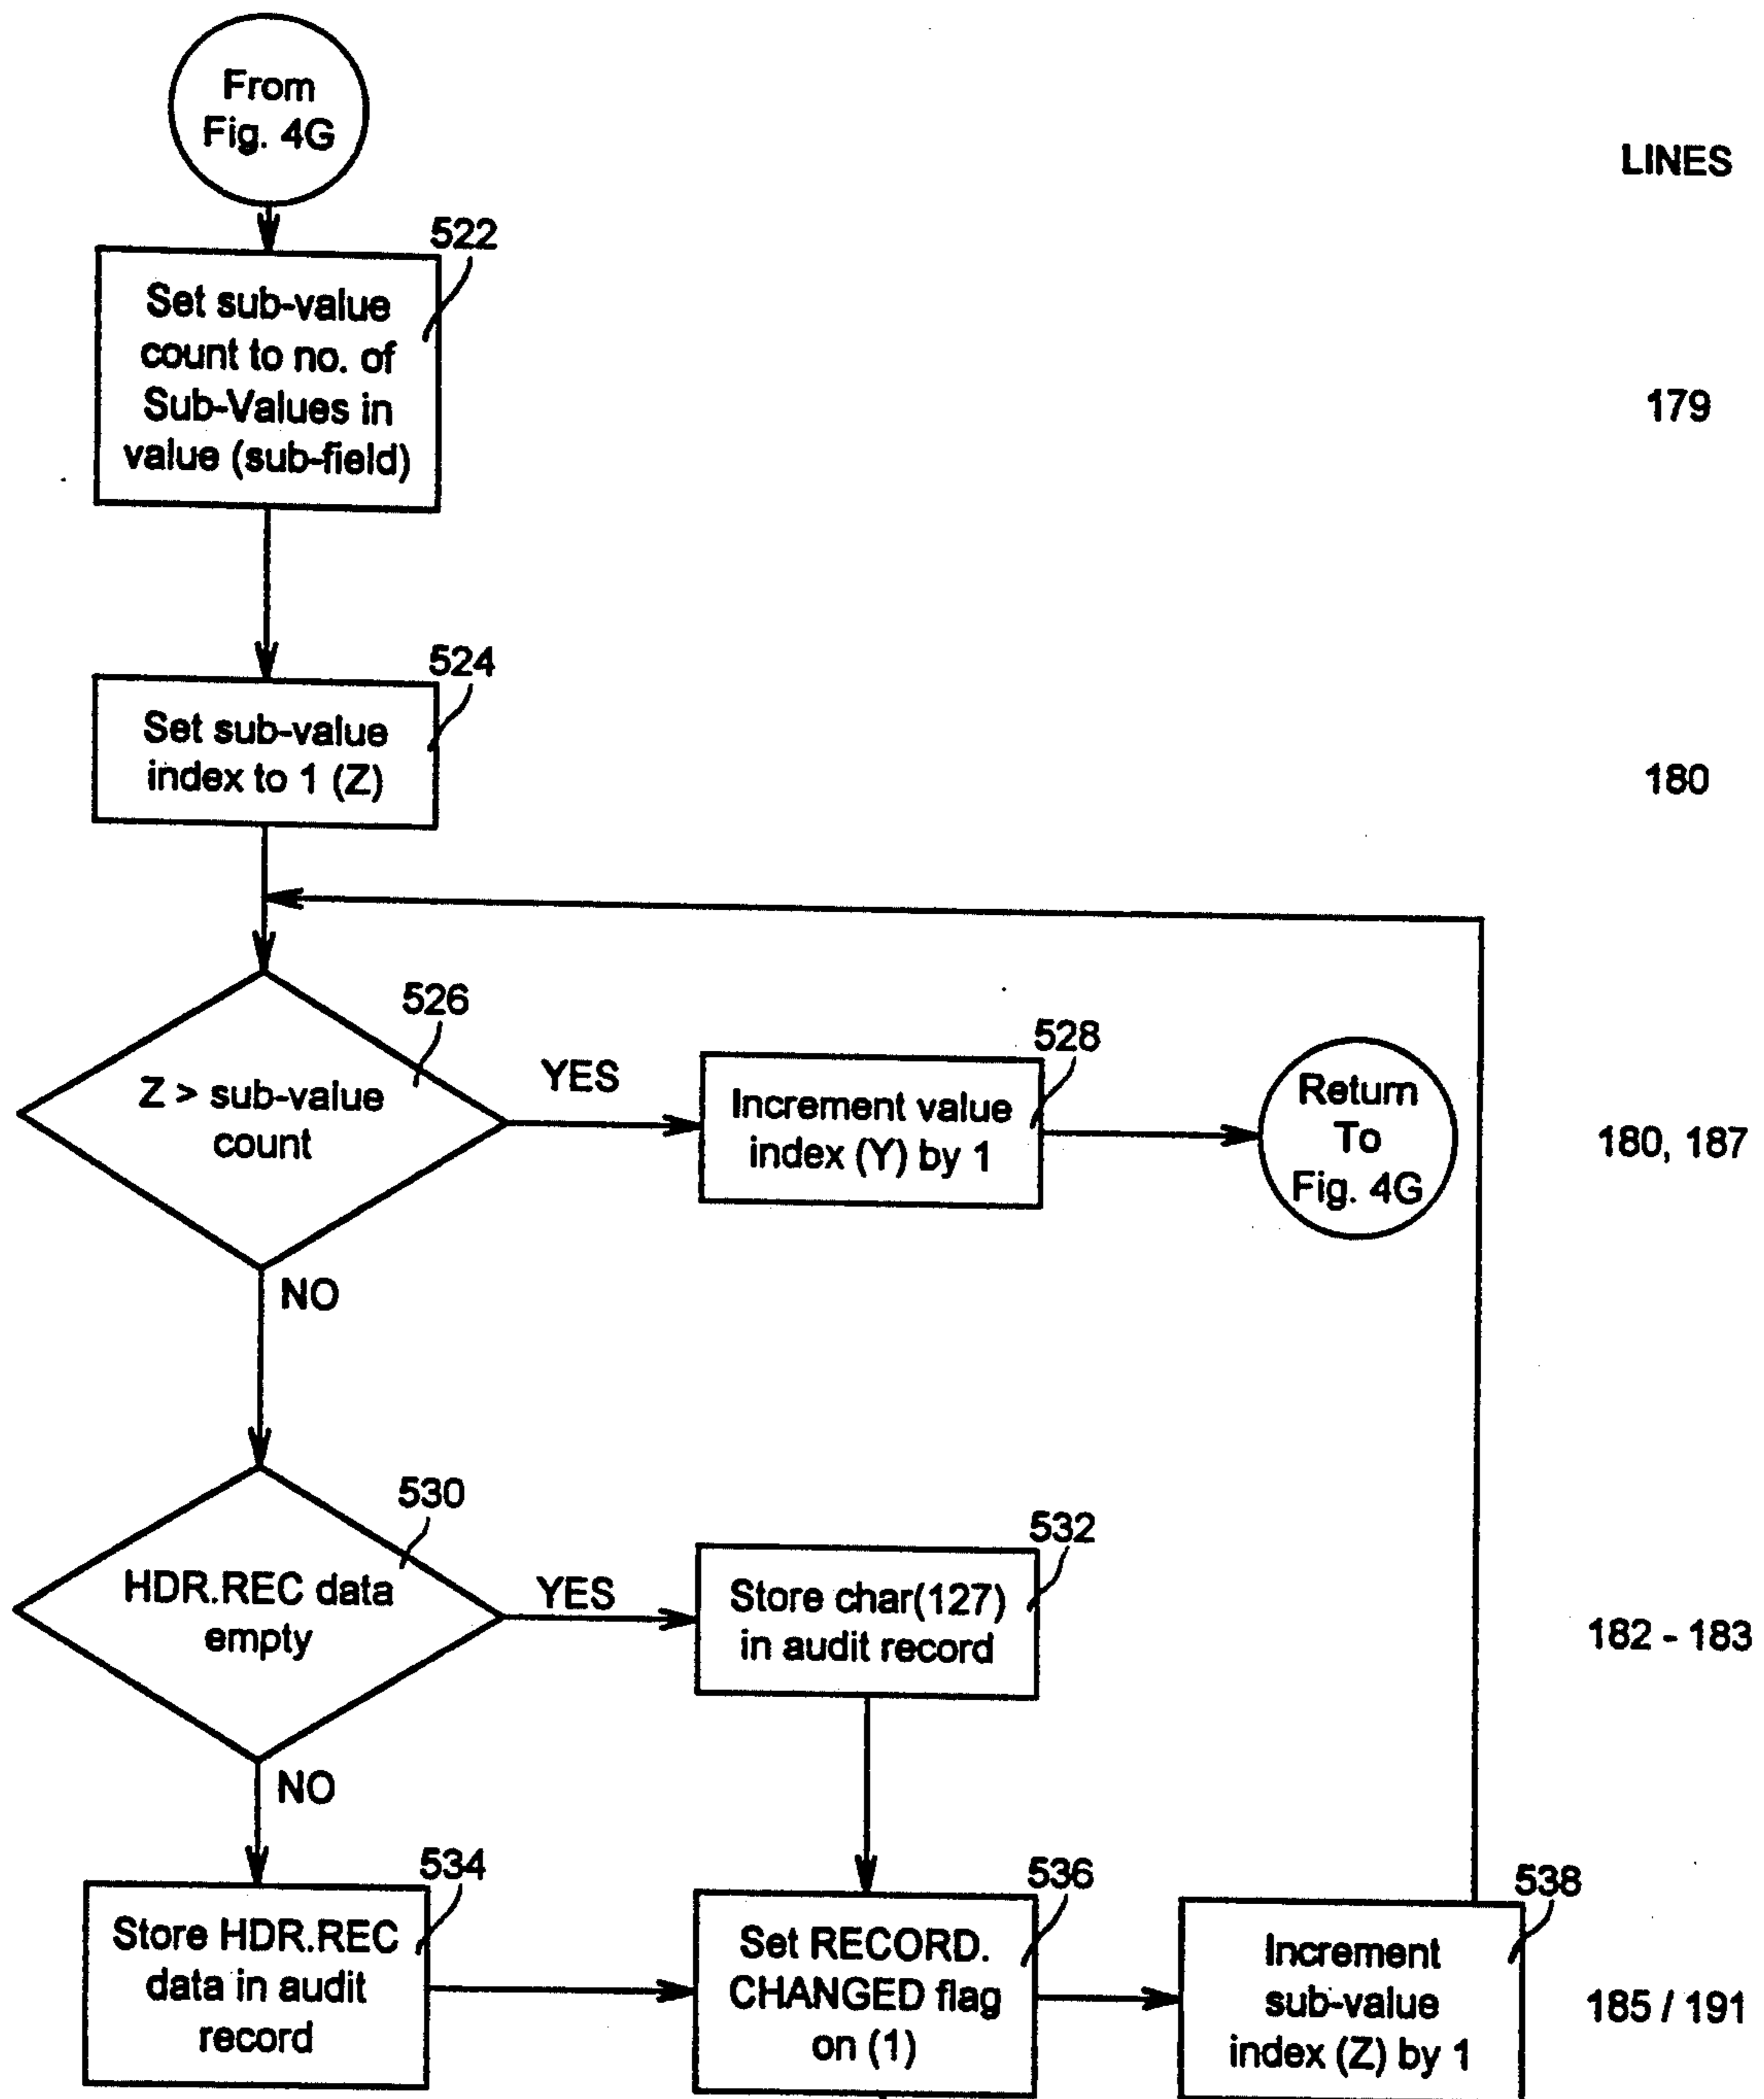 From
Fig. 4G
LINES
522
Set sub-value
count to no. of
Sub-Values in
value (sub-field)
179
524
Set sub-value
index to 1 (Z)
180
526
Z > sub-value
count
YES
528
Increment value
index (Y) by 1
Return
To
Fig. 4G
180, 187
NO
530
HDR.REC data
empty
YES
532
Store char(127)
in audit record
182 - 183
NO
534
Store HDR.REC
data in audit
record
536
Set RECORD.
CHANGED flag
on (1)
538
Increment
sub-value
index (Z) by 1
185 / 191